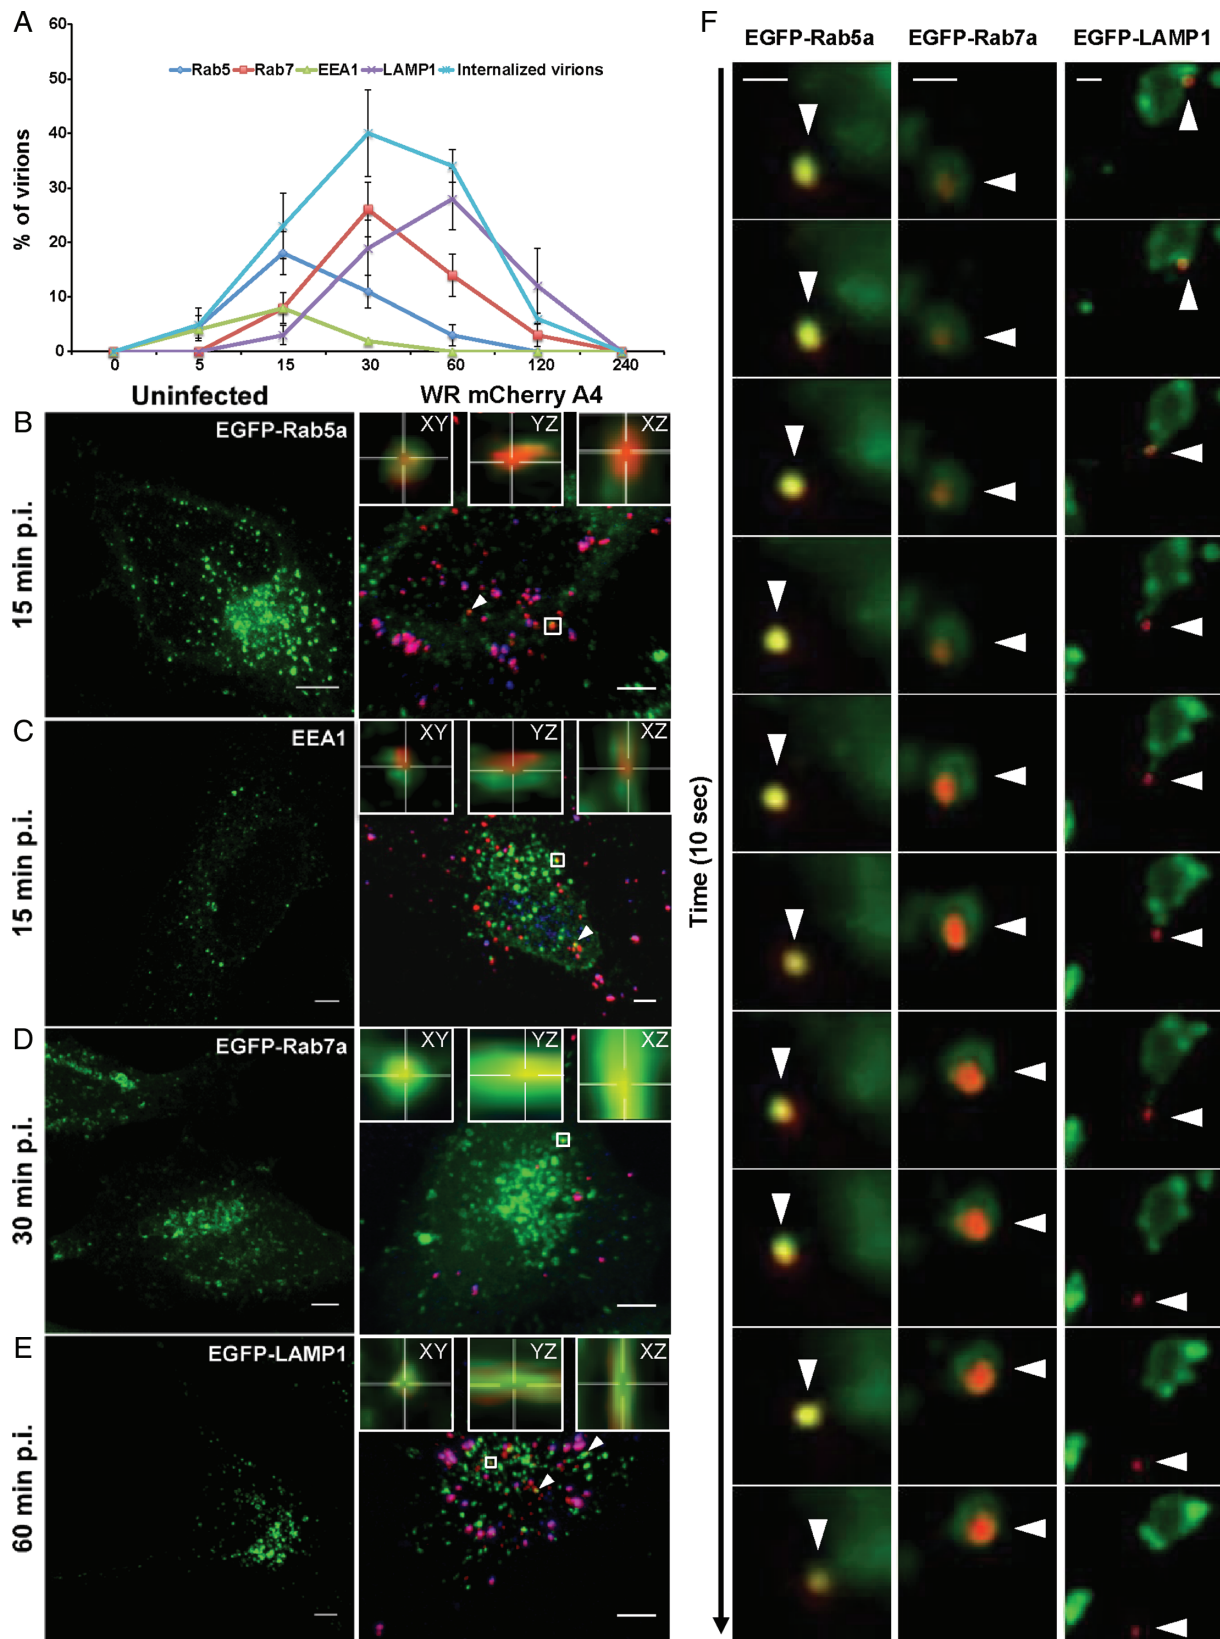 A
60
50
40
30
20
10
0
% of virions
Rab5 Rab7 EEA1 LAMP1 Internalized virions
0 5 15 30 60 120 240
Uninfected WR mCherry A4
B
15 min p.i.
EGFP-Rab5a
XY YZ XZ
C
15 min p.i.
EEA1
XY YZ XZ
D
30 min p.i.
EGFP-Rab7a
XY YZ XZ
E
60 min p.i.
EGFP-LAMP1
XY YZ XZ
F
EGFP-Rab5a EGFP-Rab7a EGFP-LAMP1
Time (10 sec)